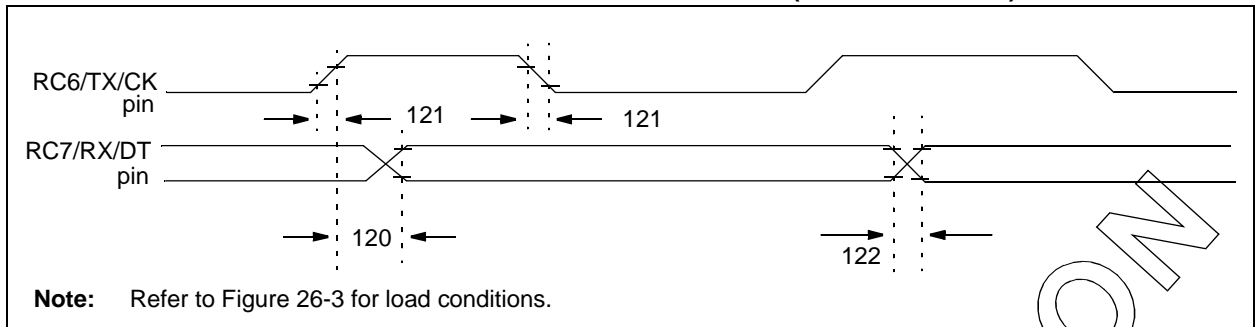 RC6/TX/CK
pin
121
121
RC7/RX/DT
pin
120
122
Note: Refer to Figure 26-3 for load conditions.
ON